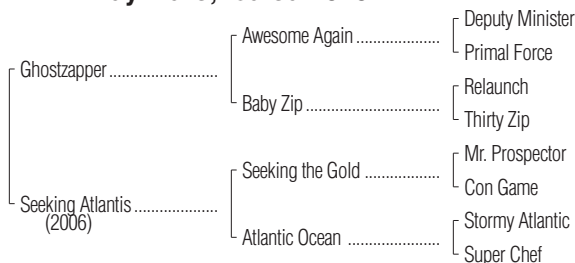 Deputy Minister
Awesome Again ....................
Primal Force
Ghostzapper ..........................
Relaunch
Baby Zip ................................
Thirty Zip
Mr. Prospector
Seeking the Gold ..................
Con Game
Seeking Atlantis ....................
(2006)
Stormy Atlantic
Atlantic Ocean ......................
Super Chef